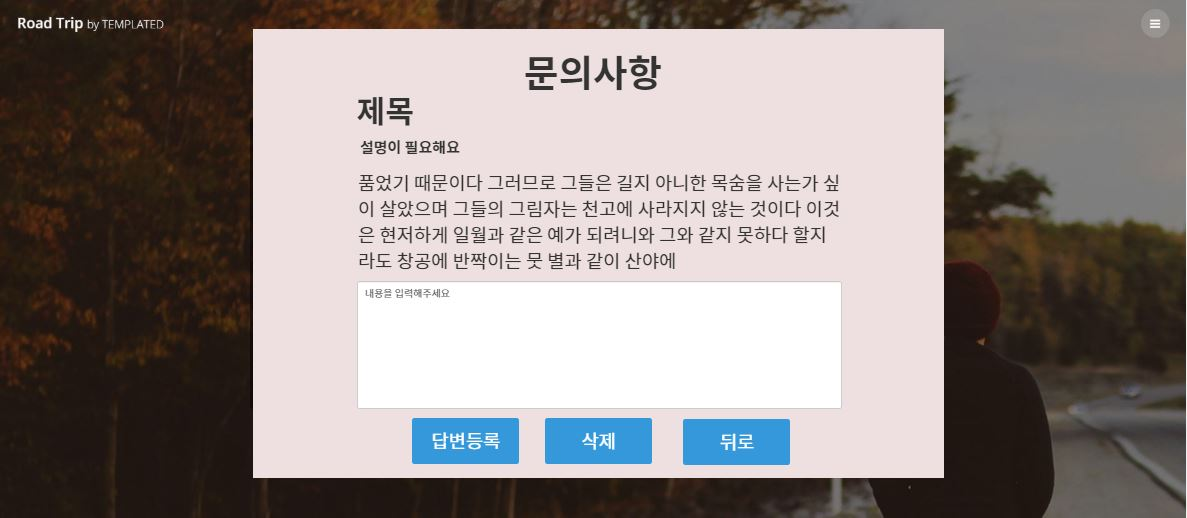 Road Trip by TEMPLATED
문의사항
제목
설명이 필요해요
품었기 때문이다 그러므로 그들은 길지 아니한 목숨을 사는가 싶
이 살았으며 그들의 그림자는 천고에 사라지지 않는 것이다 이것
은 현저하게 일월과 같은 예가 되려니와 그와 같지 못하다 할지
라도 창공에 반짝이는 뭇 별과 같이 산야에
내용을 입력해주세요
답변등록 삭제 뒤로